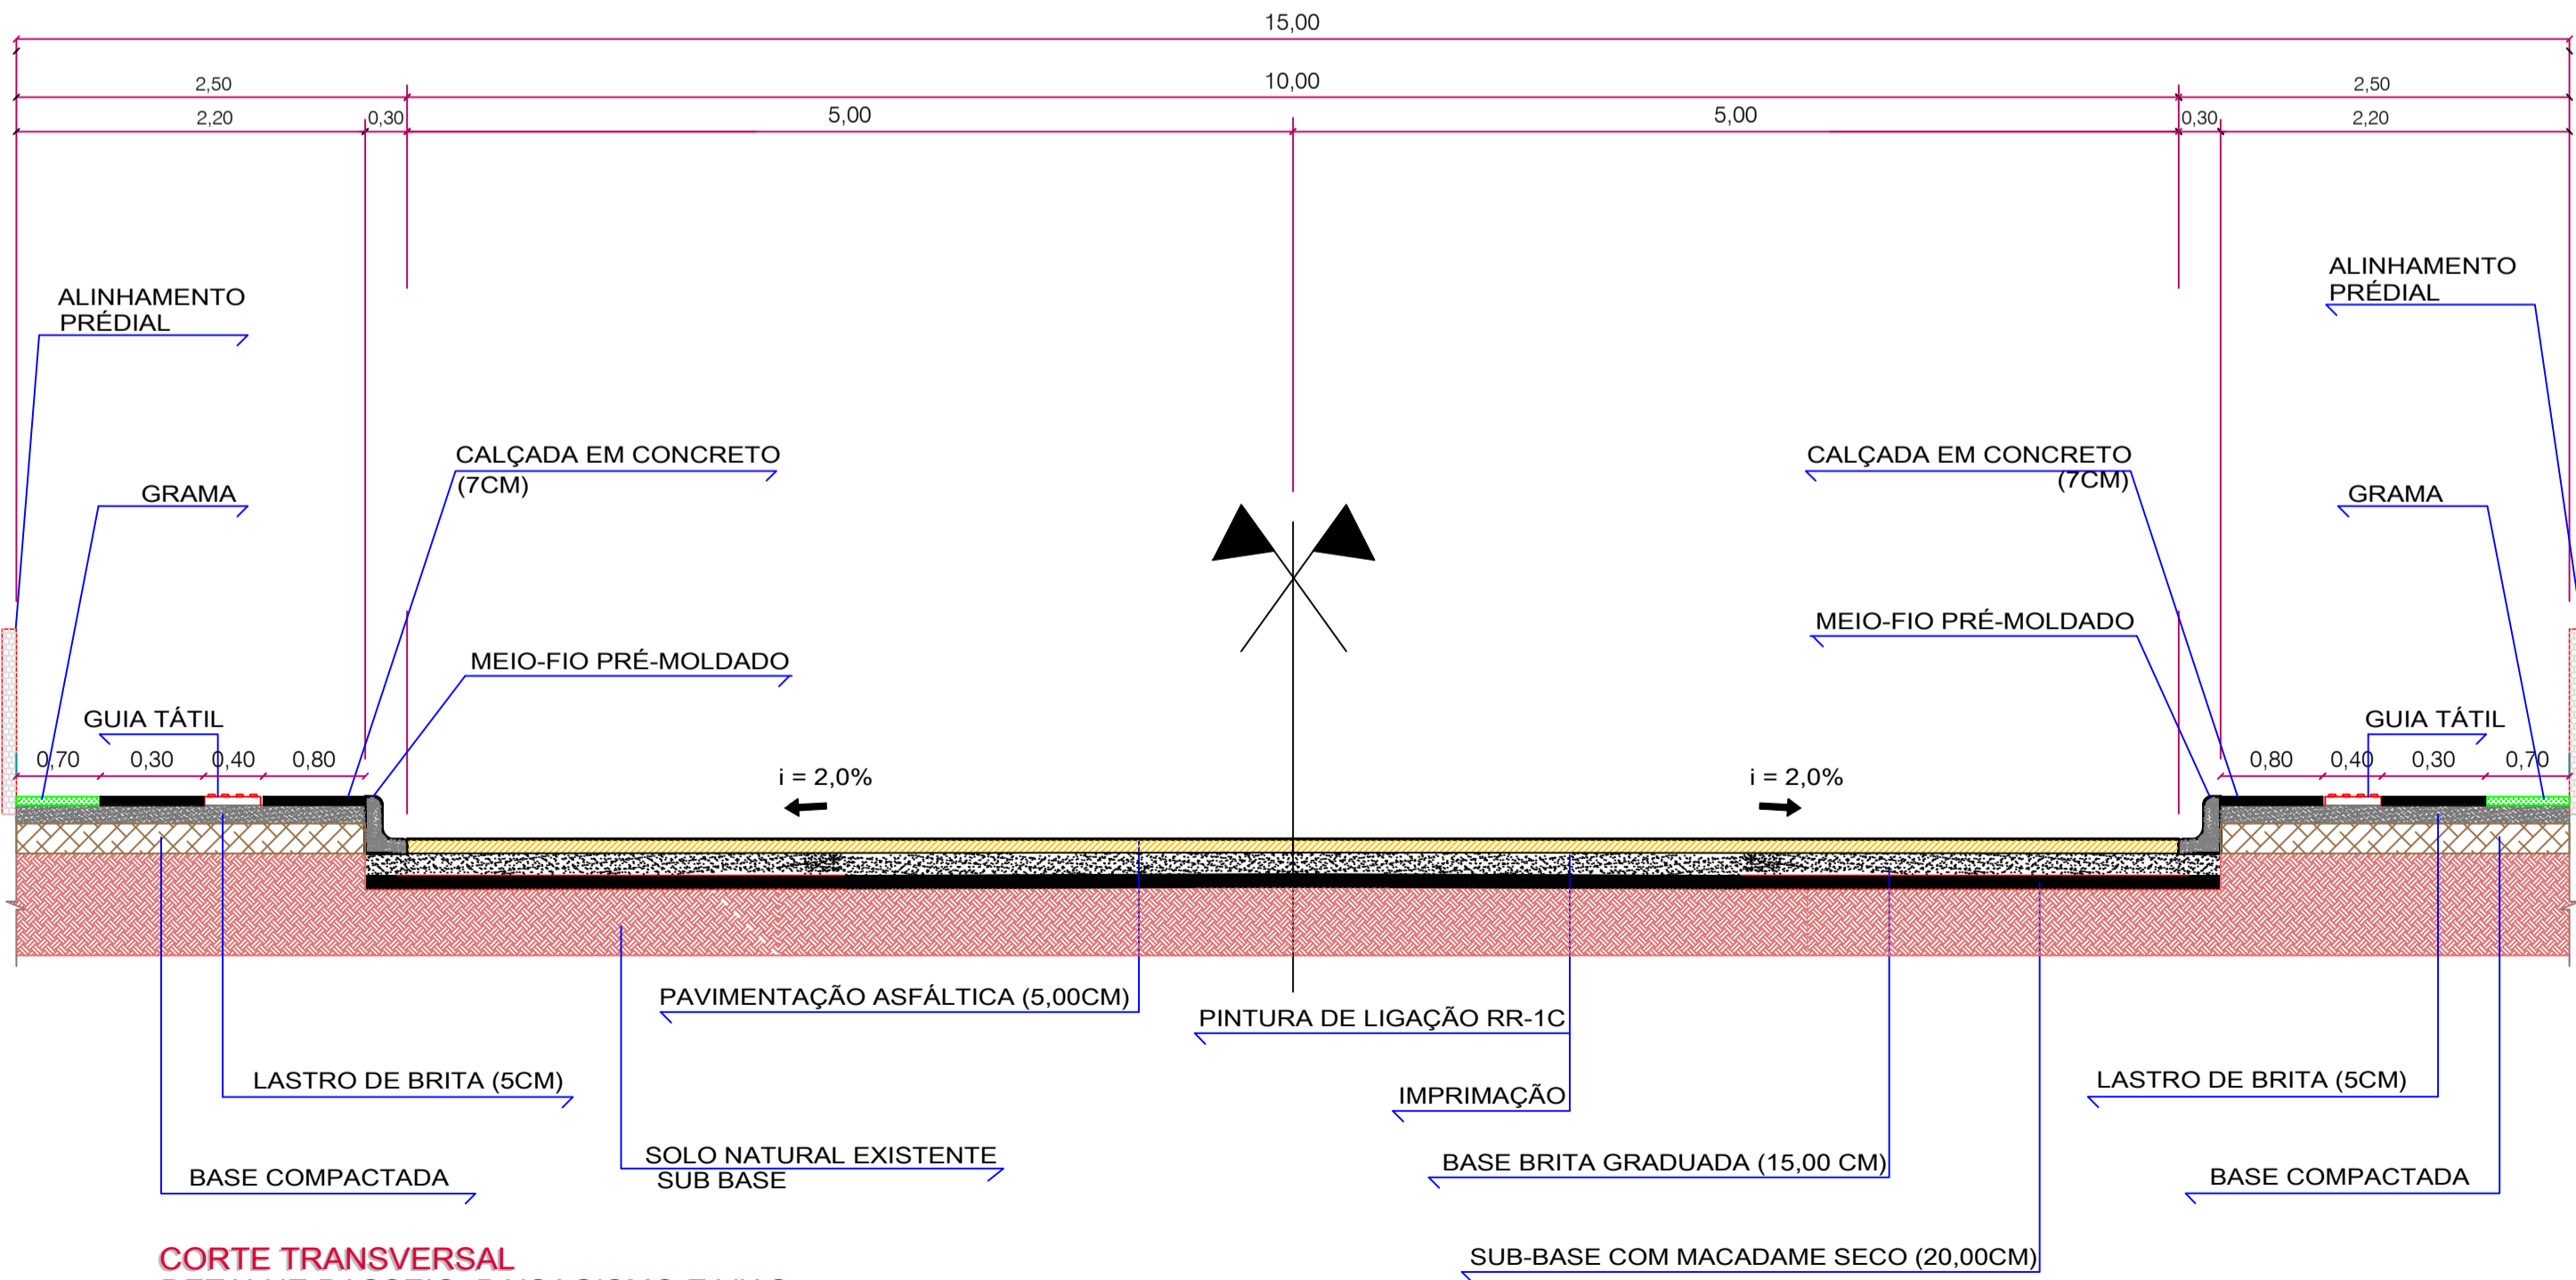 15,00
2,50 10,00 2,50
2,20 0,30 5,00 5,00 0,30 2,20
ALINHAMENTO
PRÉDIAL
ALINHAMENTO
PRÉDIAL
CALÇADA EM CONCRETO
(7CM)
CALÇADA EM CONCRETO
(7CM)
GRAMA
GRAMA
MEIO-FIO PRÉ-MOLDADO
MEIO-FIO PRÉ-MOLDADO
GUIA TÁTIL
GUIA TÁTIL
0,70 0,30 0,40 0,80
0,80 0,40 0,30 0,70
i = 2,0%
i = 2,0%
PAVIMENTAÇÃO ASFÁLTICA (5,00CM)
PINTURA DE LIGAÇÃO RR-1C
LASTRO DE BRITA (5CM)
IMPRIMAÇÃO
LASTRO DE BRITA (5CM)
SOLO NATURAL EXISTENTE
SUB BASE
BASE BRITA GRADUADA (15,00 CM)
BASE COMPACTADA
BASE COMPACTADA
SUB-BASE COM MACADAME SECO (20,00CM)
CORTE TRANSVERSAL